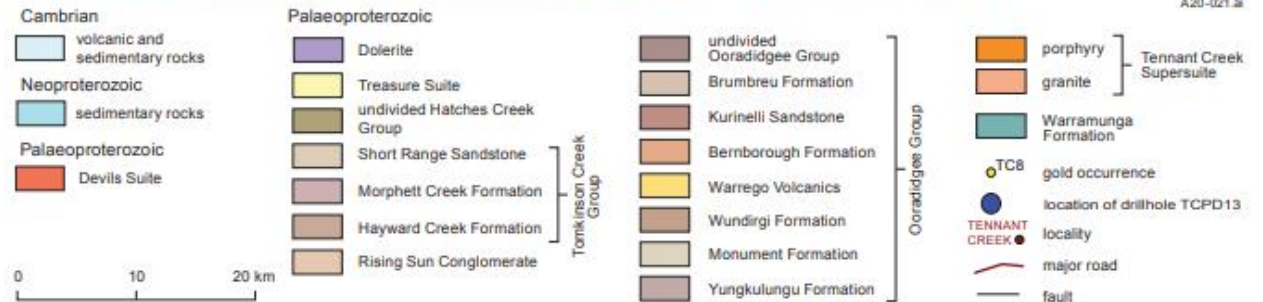 A20-021.ai
Cambrian
volcanic and
sedimentary rocks
Neoproterozoic
sedimentary rocks
Palaeoproterozoic
Devils Suite
0 10 20 km
Palaeoproterozoic
Dolerite
Treasure Suite
undivided Hatches Creek
Group
Short Range Sandstone
Morphett Creek Formation
Hayward Creek Formation
Tomkinson Creek
Group
Rising Sun Conglomerate
undivided
Ooradidgee Group
Brumbreu Formation
Kurinelli Sandstone
Bernborough Formation
Warrego Volcanics
Wundirgi Formation
Monument Formation
Yungkulungu Formation
Ooradidgee Group
porphyry
granite
Tennant Creek
Supersuite
Warramunga
Formation
TC8
gold occurrence
location of drillhole TCPD13
TENNANT
CREEK
locality
major road
fault